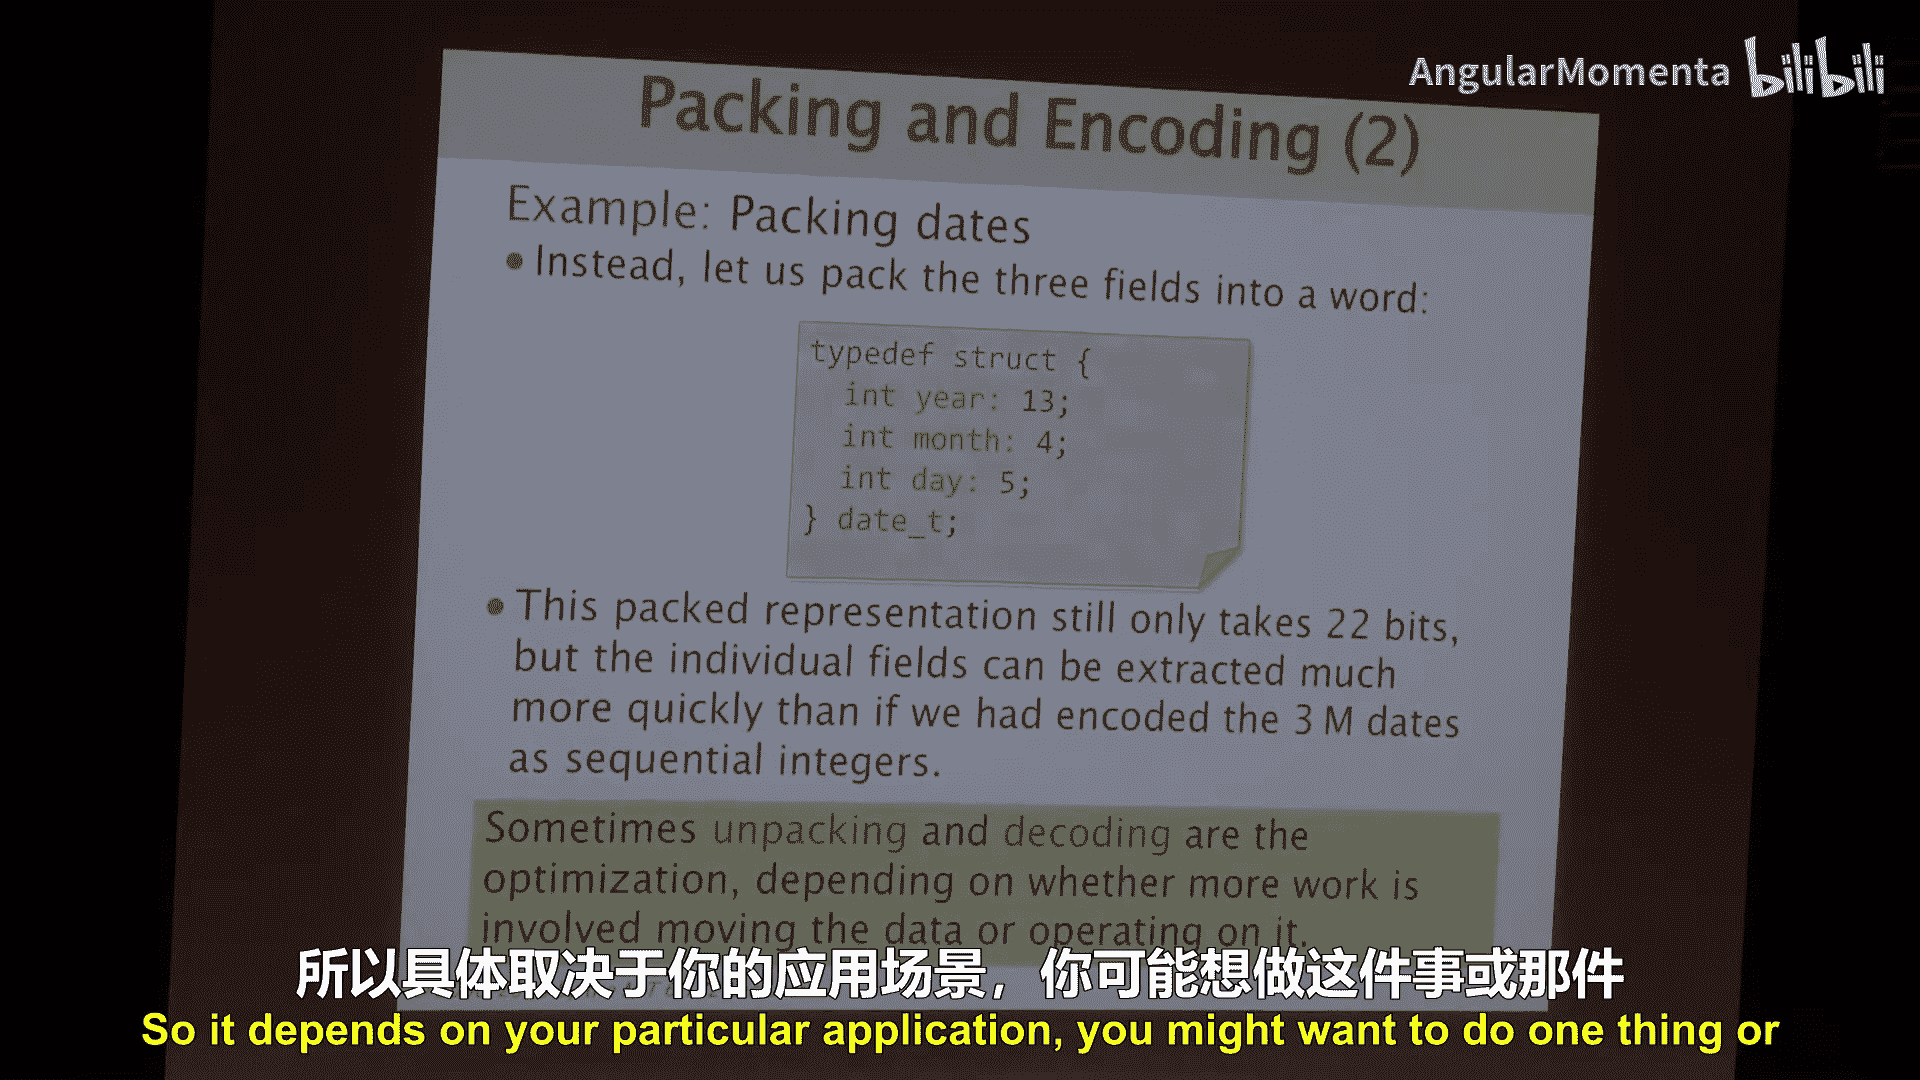 AngularMomenta bilibili
Packing and Encoding (2)
Example: Packing dates
• Instead, let us pack the three fields into a word:
typedef struct {
int year: 13;
int month: 4;
int day: 5;
} date_t;
• This packed representation still only takes 22 bits,
but the individual fields can be extracted much
more quickly than if we had encoded the 3 M dates
as sequential integers.
Sometimes unpacking and decoding are the
optimization, depending on whether more work is
involved moving the data or operating on it.
所以具体取决于你的应用场景，你可能想做这件事或那件
So it depends on your particular application, you might want to do one thing or